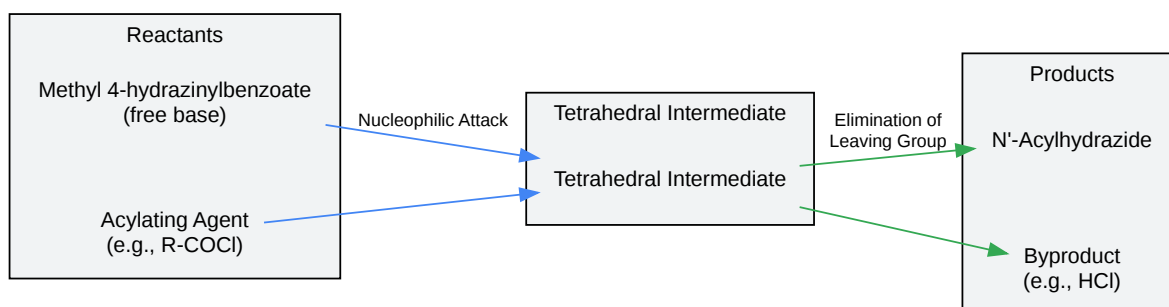 Reactants
Methyl 4-hydrazinylbenzoate
(free base)
Acylating Agent
(e.g., R-COCl)
Nucleophilic Attack
Tetrahedral Intermediate
Tetrahedral Intermediate
Elimination of
Leaving Group
Products
N'-Acylhydrazide
Byproduct
(e.g., HCl)